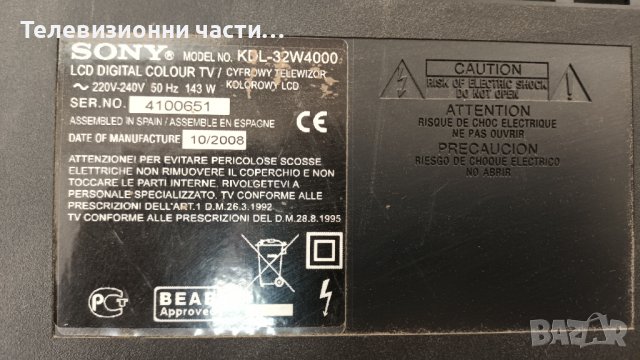 Телевизионни части...
SONY® MODEL NO. KDL-32W4000
LCD DIGITAL COLOUR TV / CYFROWY TELEWIZOR
KOLOROWY LCD
~ 220V-240V 50 Hz 143 W
SER.NO. 4100651
ASSEMBLED IN SPAIN / ASSEMBLE EN ESPAGNE
DATE OF MANUFACTURE 10/2008
CE
ATTENZIONE! PER EVITARE PERICOLOSE SCOSSE
ELETTRICHE NON RIMUOVERE IL COPERCHIO E NON
TOCCARE LE PARTI INTERNE. RIVOLGETEVI A
PERSONALE SPECIALIZZATO. TV CONFORME ALLE
PRESCRIZIONI DELL'ART.1 D.M.26.3.1992
TV CONFORME ALLE PRESCRIZIONI DEL D.M.28.8.1995
BEAB
Approved
CAUTION
RISK OF ELECTRIC SHOCK
DO NOT OPEN
ATTENTION
RISQUE DE CHOC ELECTRIQUE
NE PAS OUVRIR
PRECAUCION
RIESGO DE CHOQUE ELECTRICO
NO ABRIR
BAZAR